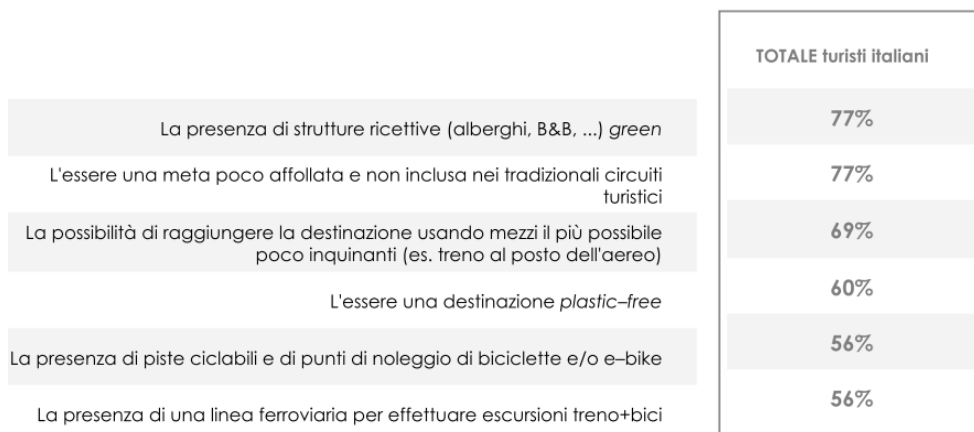 TOTALE turisti italiani
La presenza di strutture ricettive (alberghi, B&B, ...) green
77%
L'essere una meta poco affollata e non inclusa nei tradizionali circuiti
turistici
77%
La possibilità di raggiungere la destinazione usando mezzi il più possibile
poco inquinanti (es. treno al posto dell'aereo)
69%
L'essere una destinazione plastic–free
60%
La presenza di piste ciclabili e di punti di noleggio di biciclette e/o e–bike
56%
La presenza di una linea ferroviaria per effettuare escursioni treno+bici
56%